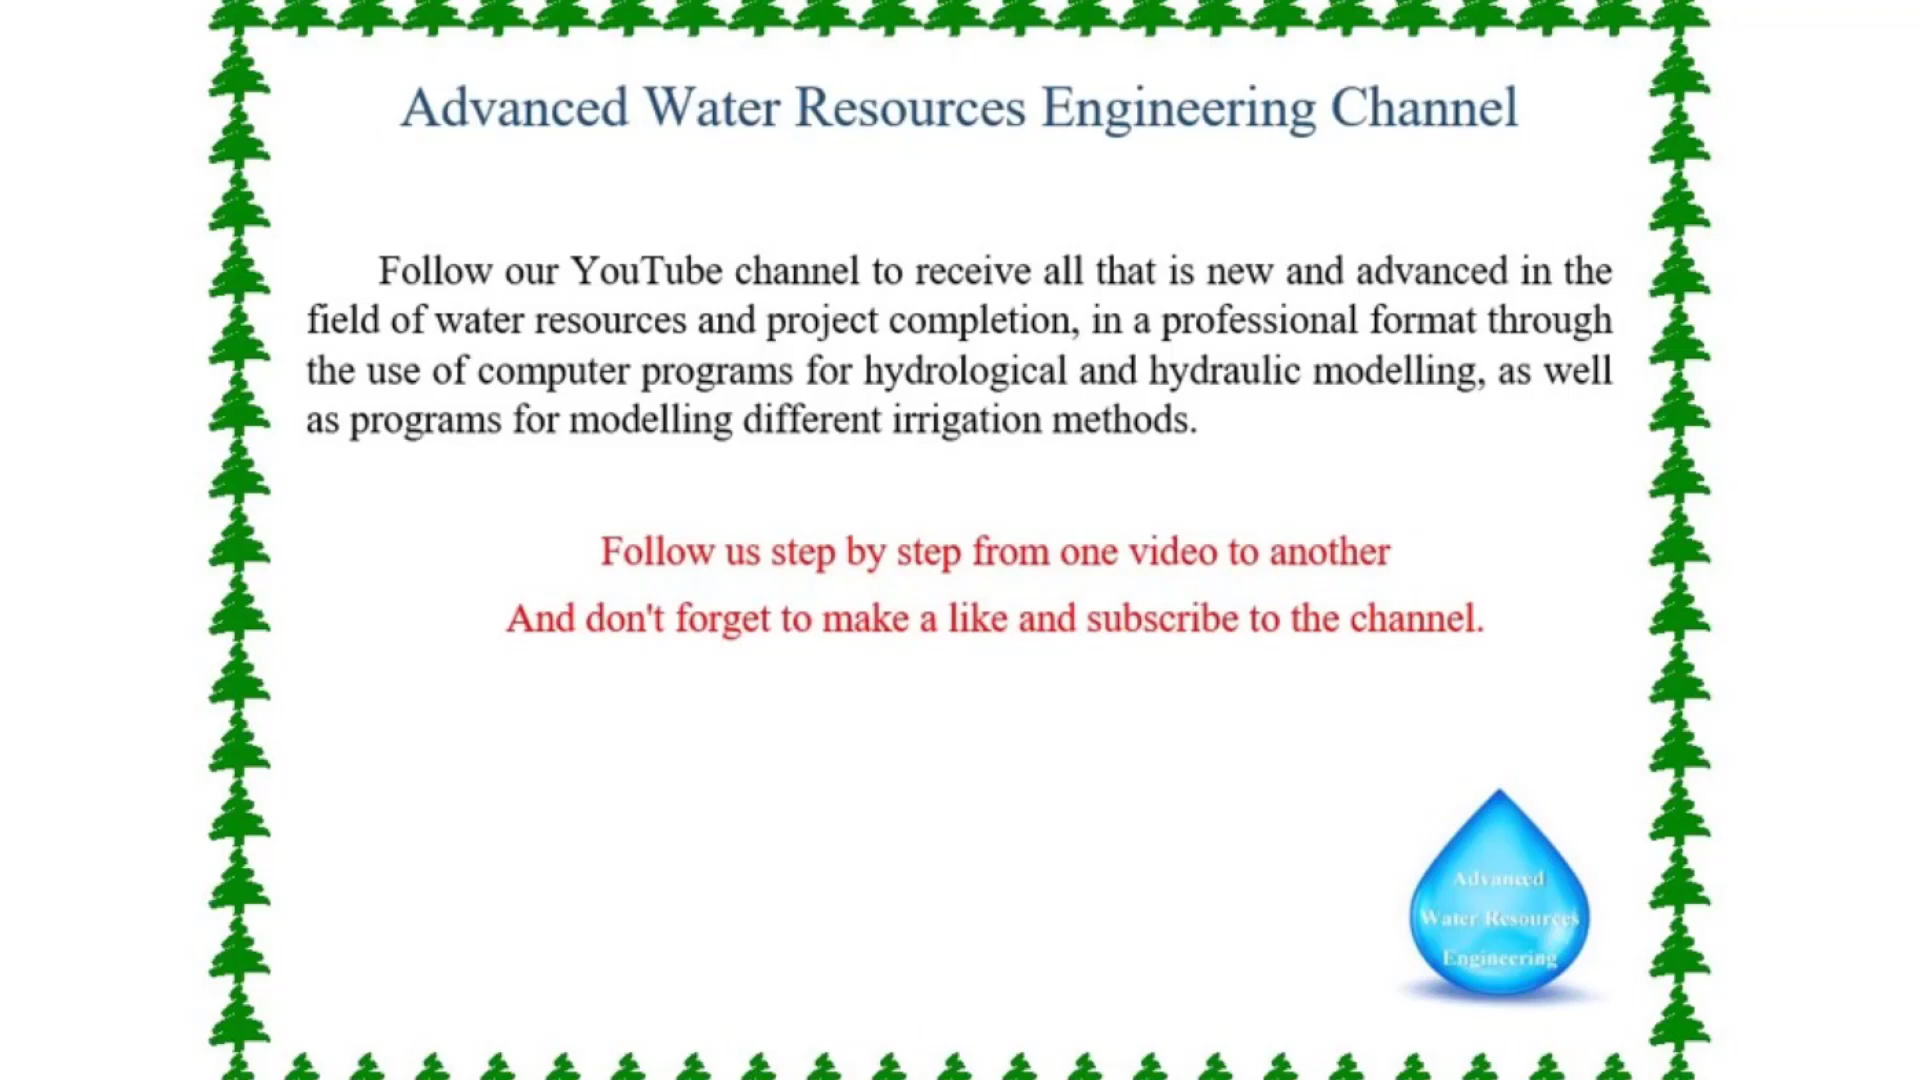 Advanced Water Resources Engineering Channel
Follow our YouTube channel to receive all that is new and advanced in the
field of water resources and project completion, in a professional format through
the use of computer programs for hydrological and hydraulic modelling, as well
as programs for modelling different irrigation methods.
Follow us step by step from one video to another
And don't forget to make a like and subscribe to the channel.
Advanced
Water Resources
Engineering